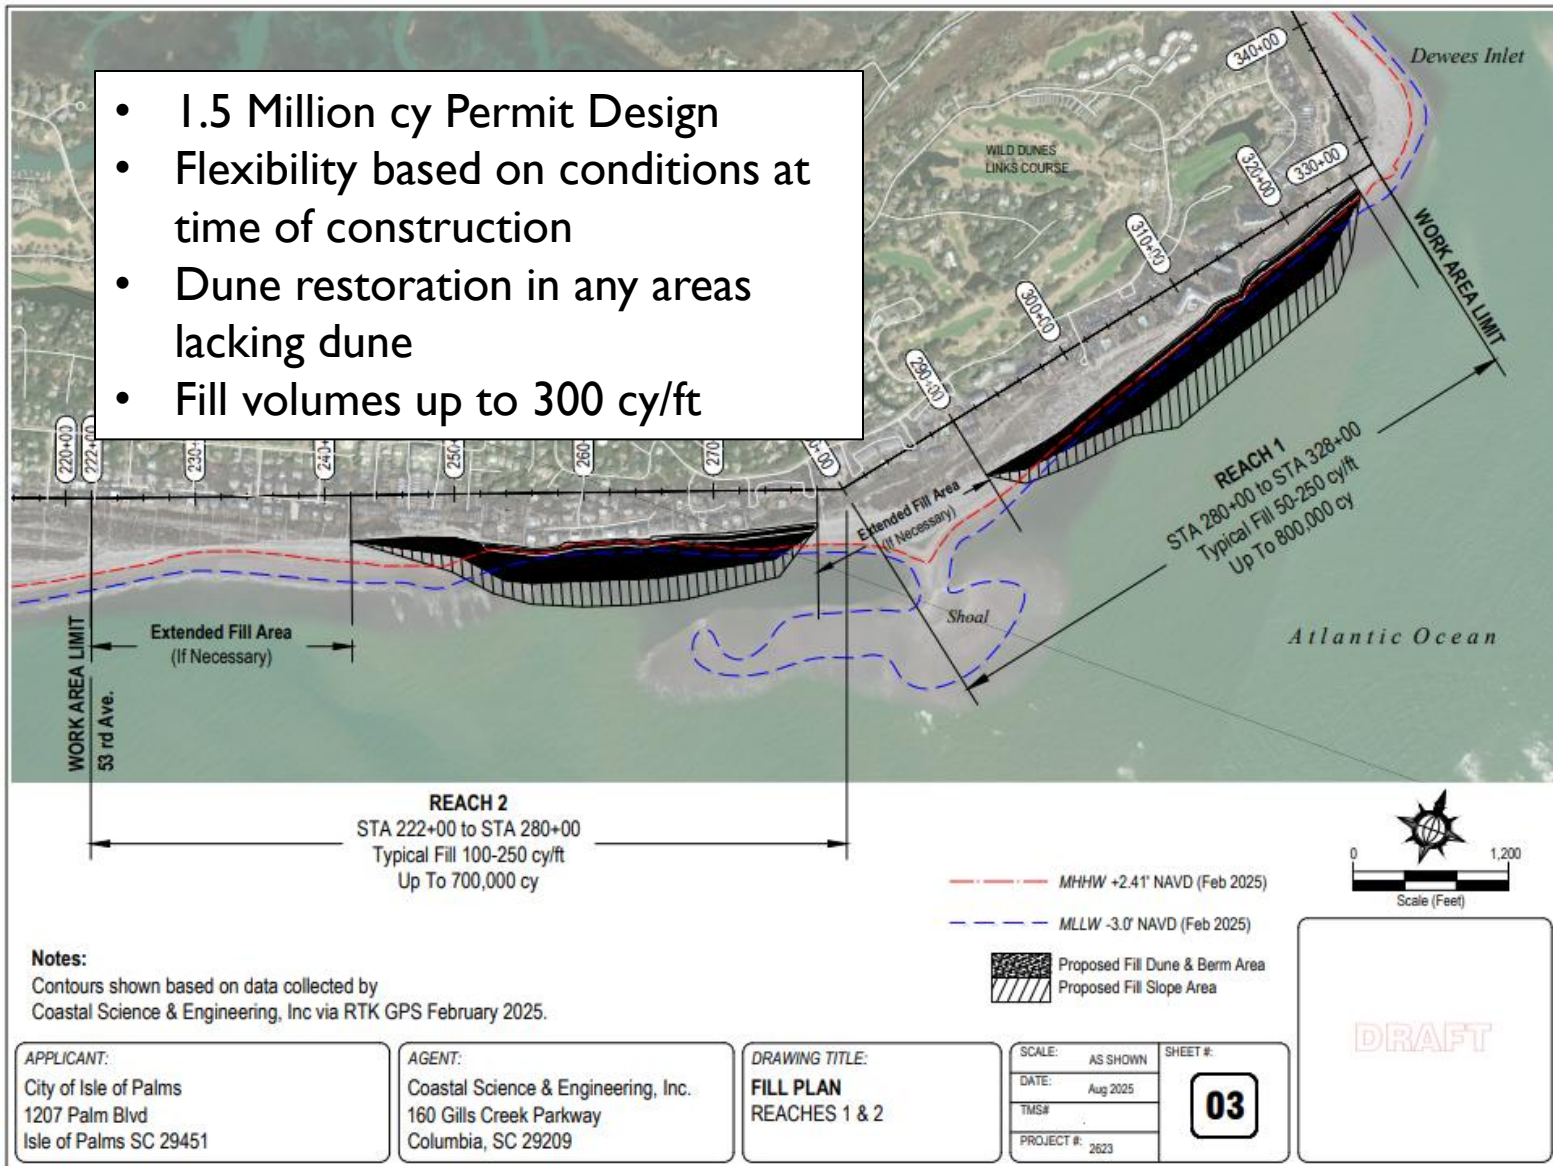 • 1.5 Million cy Permit Design
• Flexibility based on conditions at
time of construction
• Dune restoration in any areas
lacking dune
• Fill volumes up to 300 cy/ft
Dewees Inlet
340+00
WILD DUNES
LINKS COURSE
330+00
320+00
310+00
300+00
290+00
WORK AREA LIMIT
220+00
222+00
230+00
240+00
250+
260+
270+
0+00
REACH 1
STA 280+00 to STA 328+00
Typical Fill 50-250 cy/ft
Up To 800,000 cy
Extended Fill Area
(If Necessary)
Shoal
Atlantic Ocean
Extended Fill Area
(If Necessary)
WORK AREA LIMIT
53 rd Ave.
REACH 2
STA 222+00 to STA 280+00
Typical Fill 100-250 cy/ft
Up To 700,000 cy
MHHW +2.41' NAVD (Feb 2025)
MLLW -3.0' NAVD (Feb 2025)
Proposed Fill Dune & Berm Area
Proposed Fill Slope Area
0 1,200
Scale (Feet)
Notes:
Contours shown based on data collected by
Coastal Science & Engineering, Inc via RTK GPS February 2025.
DRAFT
APPLICANT:
City of Isle of Palms
1207 Palm Blvd
Isle of Palms SC 29451
AGENT:
Coastal Science & Engineering, Inc.
160 Gills Creek Parkway
Columbia, SC 29209
DRAWING TITLE:
FILL PLAN
REACHES 1 & 2
SCALE: AS SHOWN
DATE: Aug 2025
TMS# .
PROJECT #: 2623
SHEET #:
03